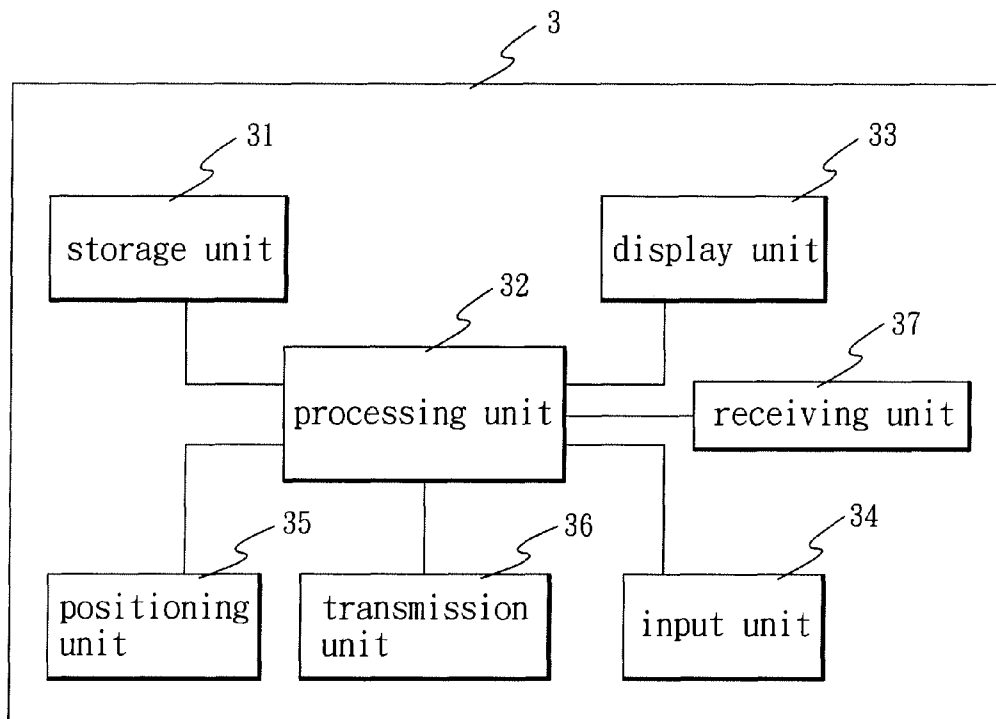 3
31
storage unit
33
display unit
32
processing unit
37
receiving unit
35
positioning
unit
36
transmission
unit
34
input unit